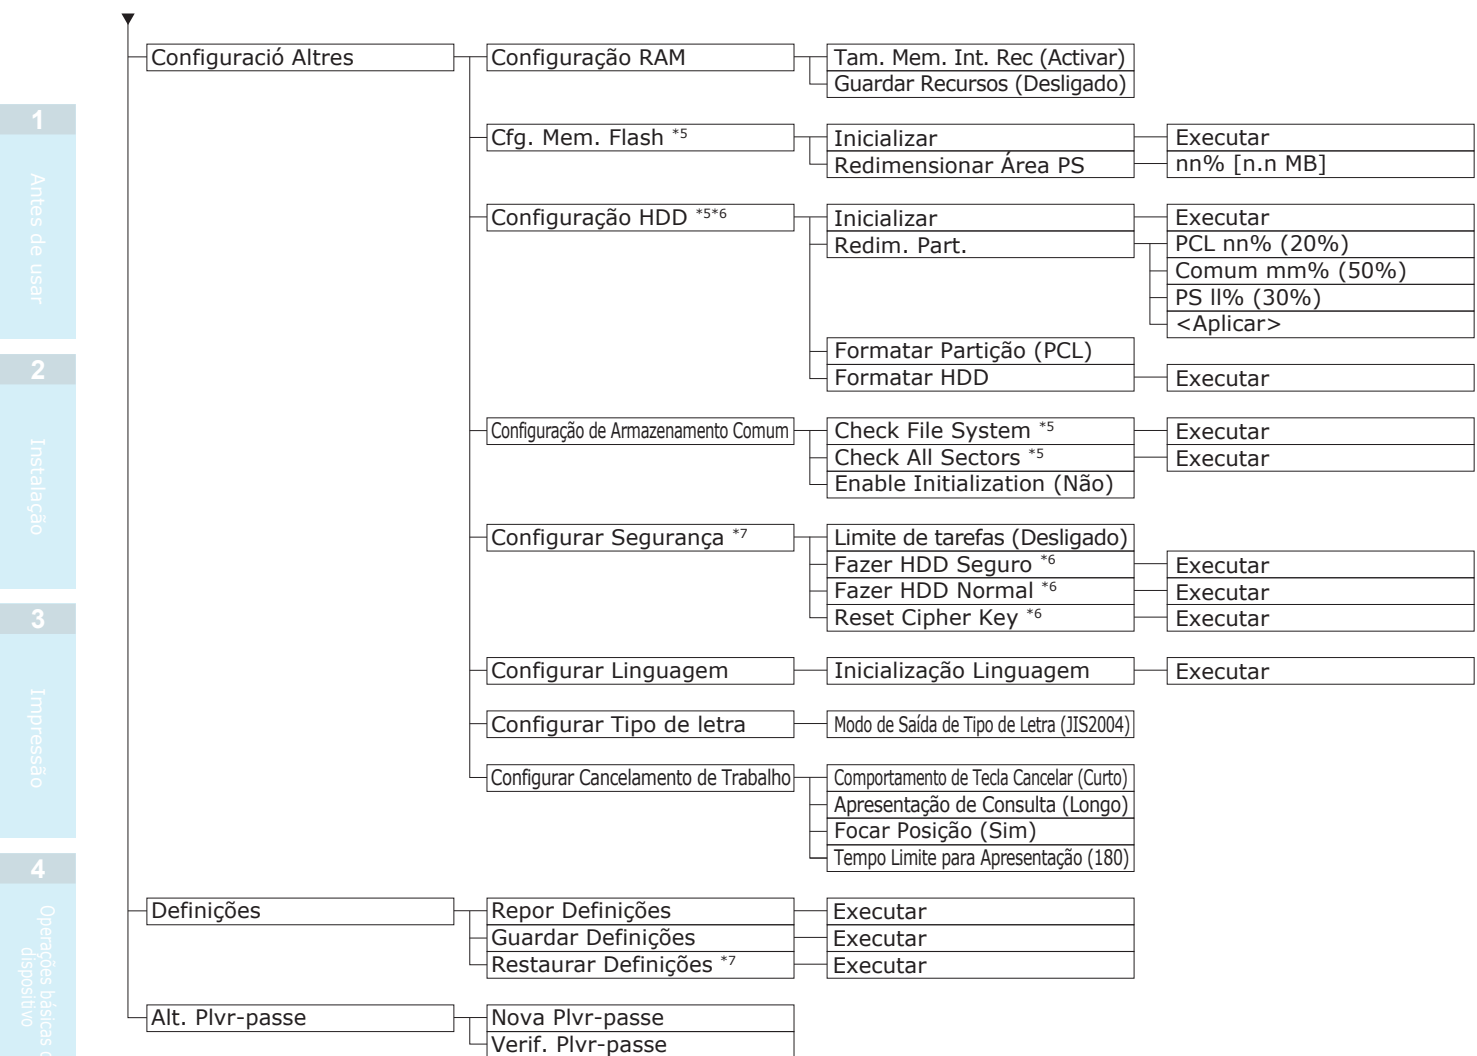 Configuració Altres
Configuração RAM
Tam. Mem. Int. Rec (Activar)
Guardar Recursos (Desligado)
Cfg. Mem. Flash *5
Inicializar
Executar
Redimensionar Área PS
nn% [n.n MB]
Configuração HDD *5*6
Inicializar
Executar
Redim. Part.
PCL nn% (20%)
Comum mm% (50%)
PS ll% (30%)
<Aplicar>
Formatar Partição (PCL)
Formatar HDD
Executar
Configuração de Armazenamento Comum
Check File System *5
Executar
Check All Sectors *5
Executar
Enable Initialization (Não)
Configurar Segurança *7
Limite de tarefas (Desligado)
Fazer HDD Seguro *6
Executar
Fazer HDD Normal *6
Executar
Reset Cipher Key *6
Executar
Configurar Linguagem
Inicialização Linguagem
Executar
Configurar Tipo de letra
Modo de Saída de Tipo de Letra (JIS2004)
Configurar Cancelamento de Trabalho
Comportamento de Tecla Cancelar (Curto)
Apresentação de Consulta (Longo)
Focar Posição (Sim)
Tempo Limite para Apresentação (180)
Definições
Repor Definições
Executar
Guardar Definições
Executar
Restaurar Definições *7
Executar
Alt. Plvr-passe
Nova Plvr-passe
Verif. Plvr-passe
1
Antes de usar
2
Instalação
3
Impressão
4
Operações básicas
dispositivo